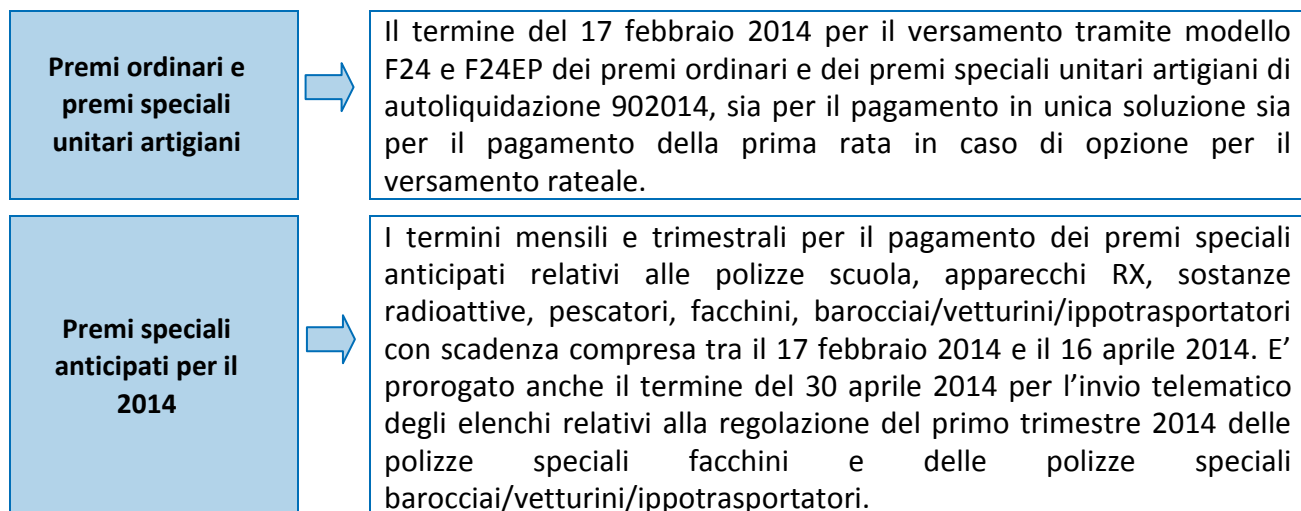 Premi ordinari e
premi speciali
unitari artigiani
Il termine del 17 febbraio 2014 per il versamento tramite modello
F24 e F24EP dei premi ordinari e dei premi speciali unitari artigiani di
autoliquidazione 902014, sia per il pagamento in unica soluzione sia
per il pagamento della prima rata in caso di opzione per il
versamento rateale.
Premi speciali
anticipati per il
2014
I termini mensili e trimestrali per il pagamento dei premi speciali
anticipati relativi alle polizze scuola, apparecchi RX, sostanze
radioattive, pescatori, facchini, barocciai/vetturini/ippotrasportatori
con scadenza compresa tra il 17 febbraio 2014 e il 16 aprile 2014. E’
prorogato anche il termine del 30 aprile 2014 per l’invio telematico
degli elenchi relativi alla regolazione del primo trimestre 2014 delle
polizze speciali facchini e delle polizze speciali
barocciai/vetturini/ippotrasportatori.